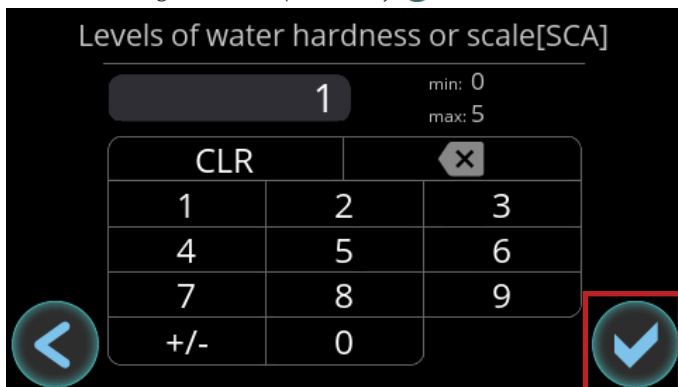 Levels of water hardness or scale[SCA]
1 min: 0
max: 5
CLR
1 2 3
4 5 6
7 8 9
+/- 0